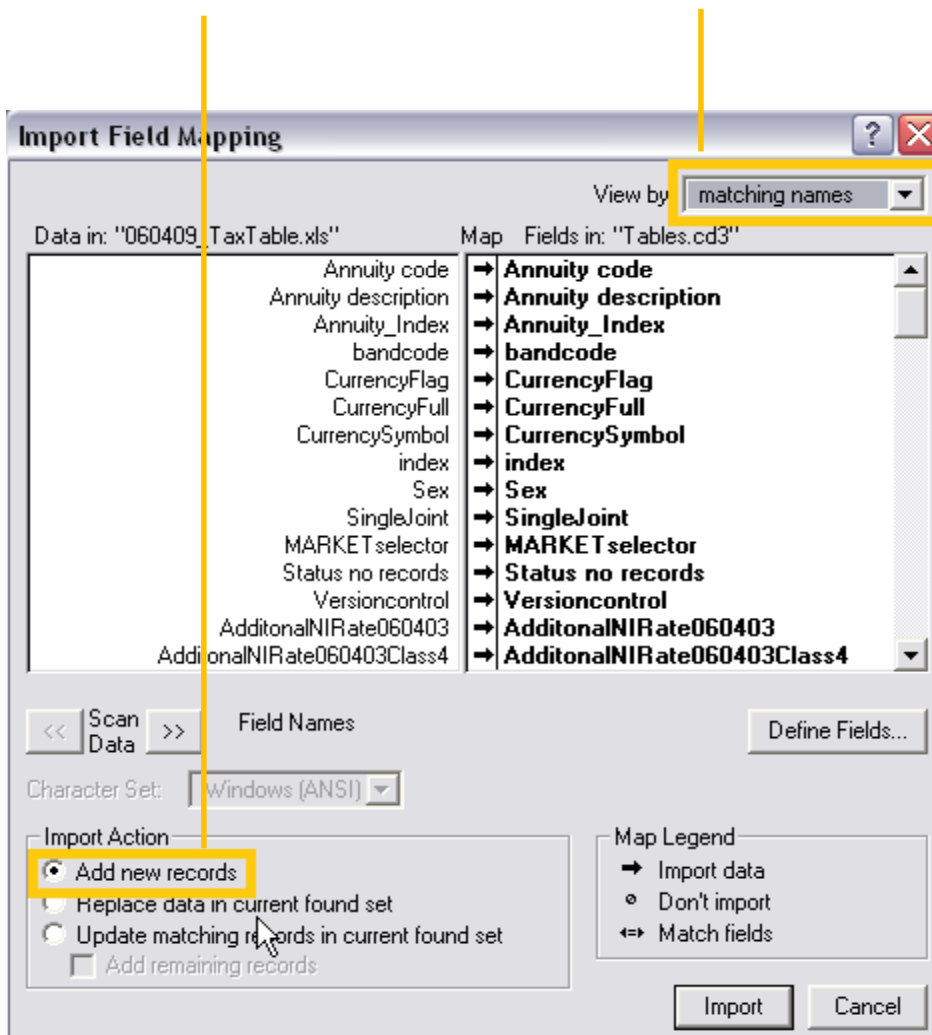 Import Field Mapping
View by matching names
Data in: "060409_TaxTable.xls" Map Fields in: "Tables.cd3"
Annuity code Annuity code
Annuity description Annuity description
Annuity_Index Annuity_Index
bandcode bandcode
CurrencyFlag CurrencyFlag
CurrencyFull CurrencyFull
CurrencySymbol CurrencySymbol
index index
Sex Sex
SingleJoint SingleJoint
MARKETselector MARKETselector
Status no records Status no records
Versioncontrol Versioncontrol
AdditonalNIRate060403 AdditonalNIRate060403
AdditonalNIRate060403Class4 AdditonalNIRate060403Class4
<< Scan Data >> Field Names Define Fields...
Character Set: Windows (ANSI)
Import Action
Add new records
Replace data in current found set
Update matching records in current found set
Add remaining records
Map Legend
Import data
Don't import
Match fields
Import Cancel